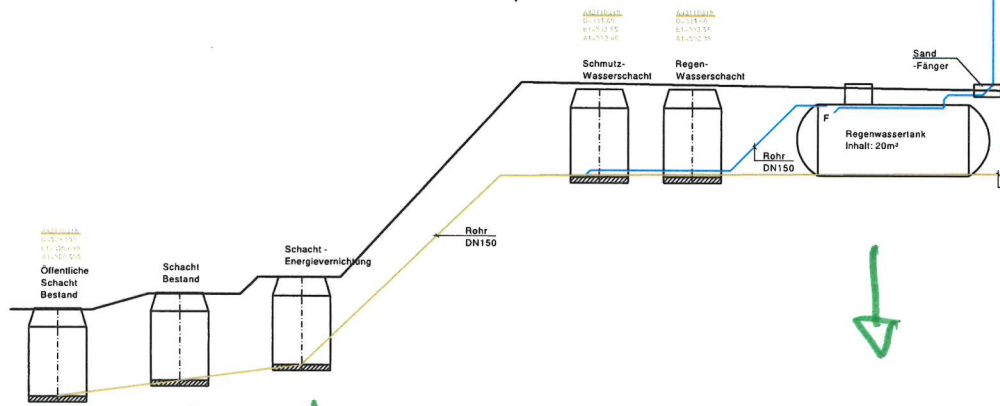 Schmutz-
Wasserschacht
Regen-
Wasserschacht
Sand
-Fänger
F
Regenwassertank
Inhalt: 20m³
Rohr
DN150
Rohr
DN150
Schacht -
Energievernichtung
Schacht
Bestand
Öffentliche
Schacht
Bestand